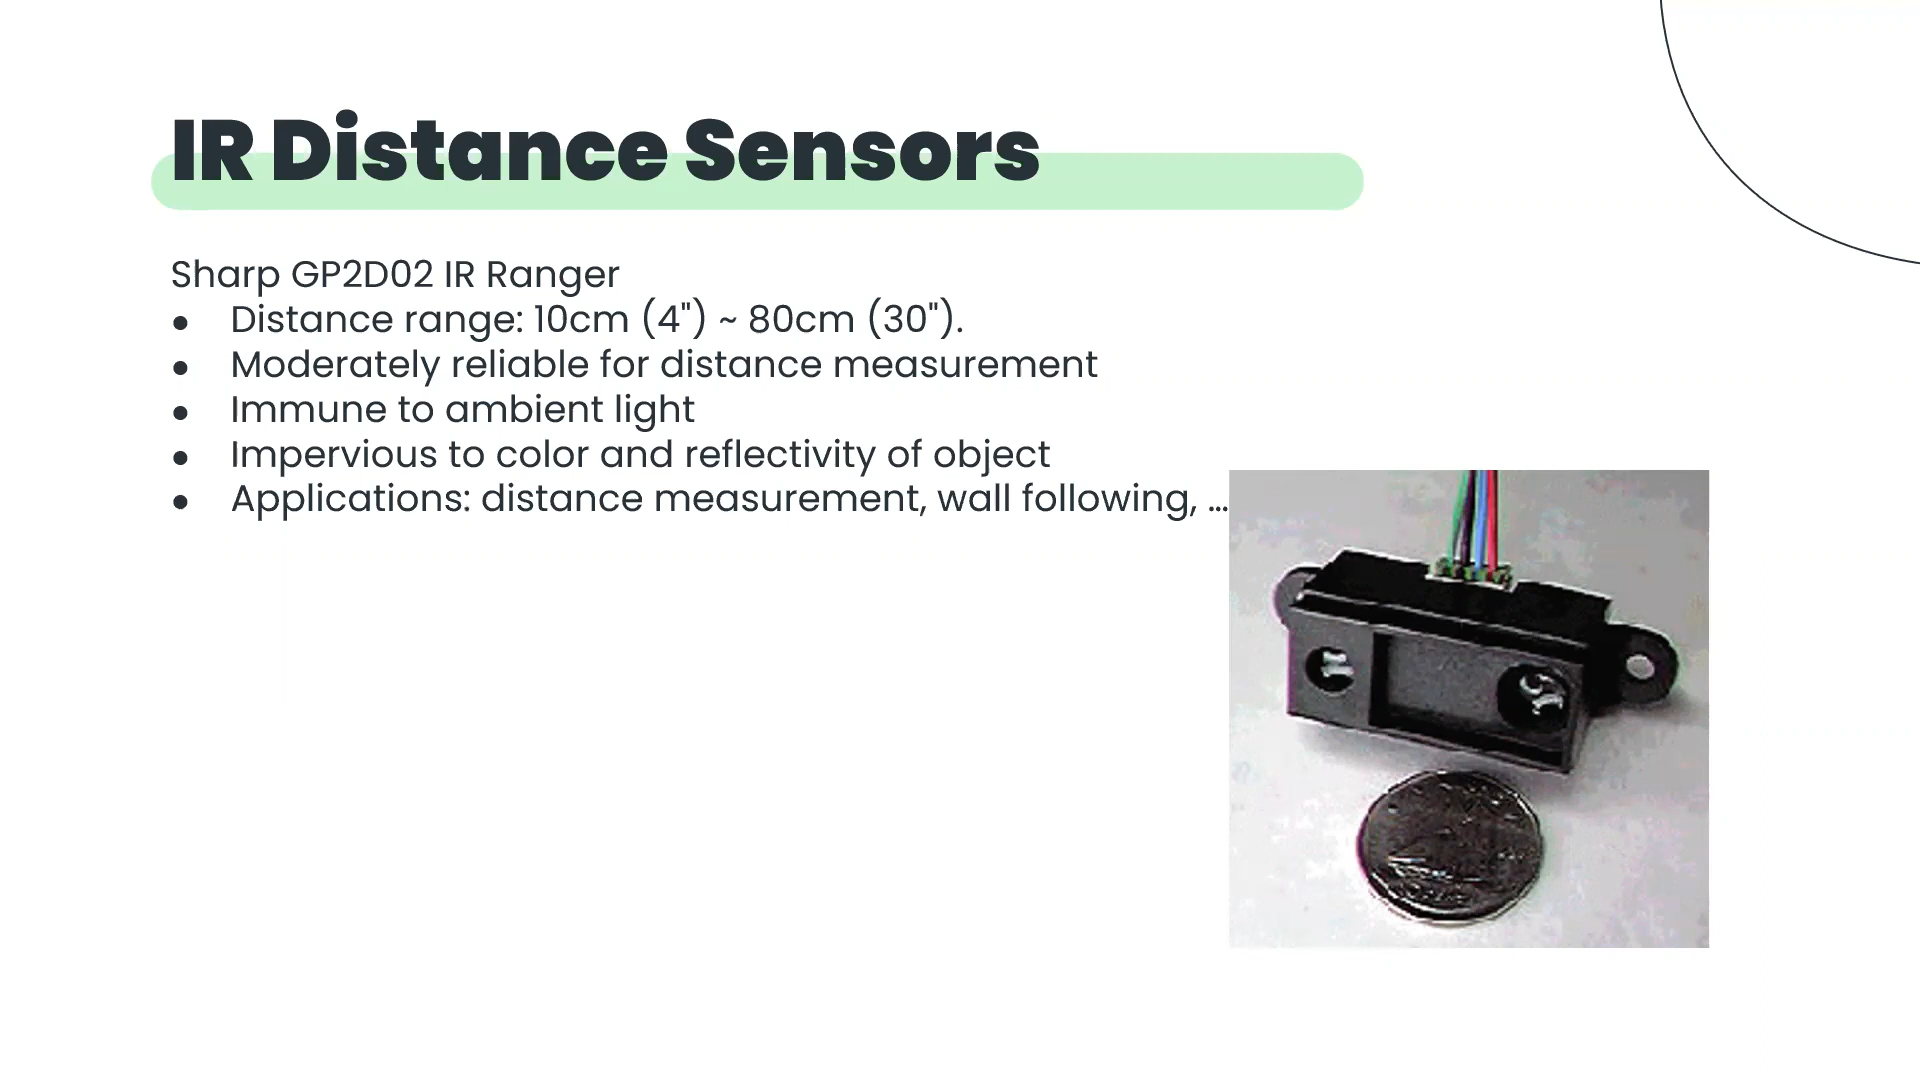 IR Distance Sensors
Sharp GP2D02 IR Ranger
● Distance range: 10cm (4") ~ 80cm (30").
● Moderately reliable for distance measurement
● Immune to ambient light
● Impervious to color and reflectivity of object
● Applications: distance measurement, wall following, ...